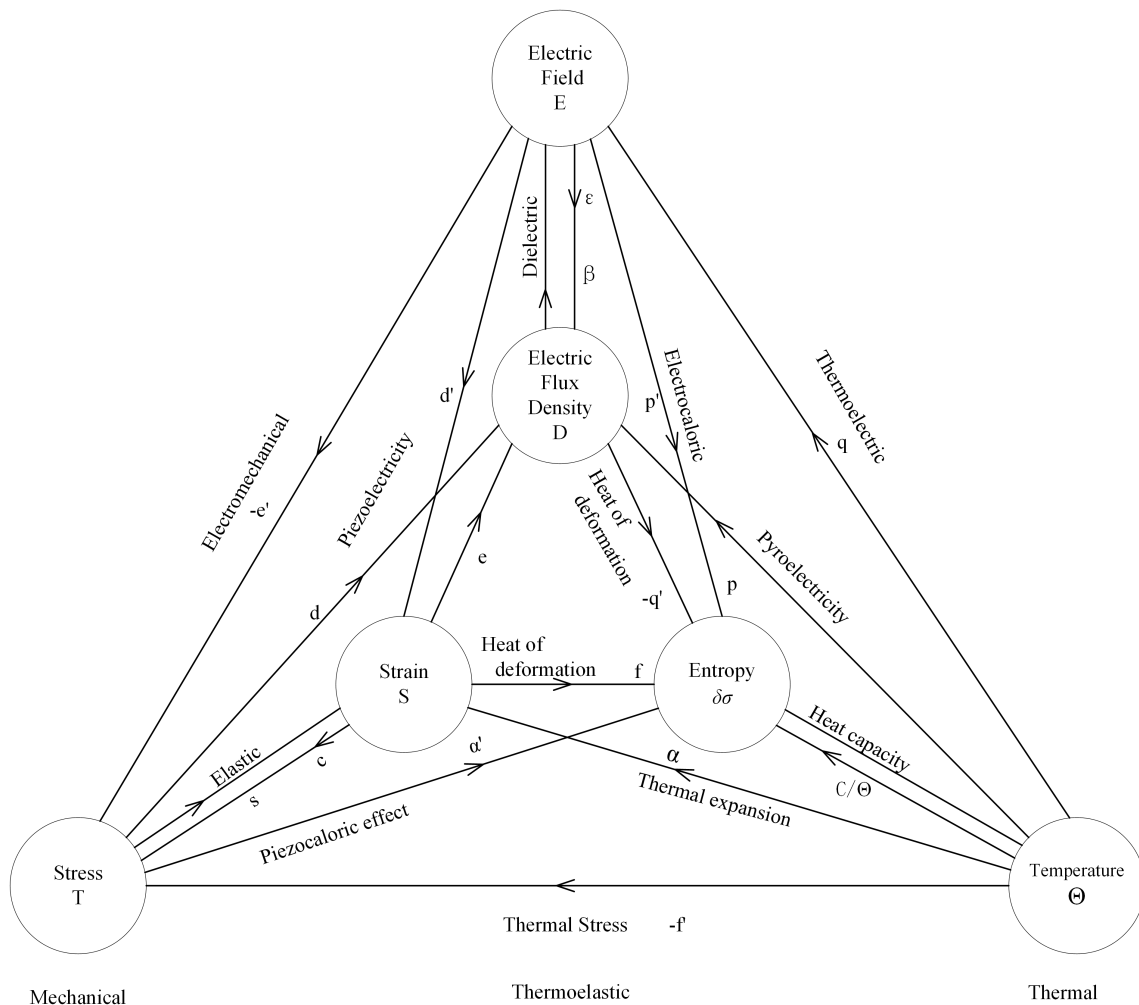 Electric
Field
E
ε
Dielectric
β
Electric
Flux
Density
D
d'
p'
Electrocaloric
Thermoelectric
q
Electromechanical
-e'
Piezoelectricity
d
e
Heat of
deformation
-q'
p
Pyroelectricity
Strain
S
Heat of
deformation
f
Entropy
δσ
Elastic
c
s
α'
Piezocaloric effect
α
Thermal expansion
Heat capacity
C/Θ
Stress
T
Temperature
Θ
Thermal Stress -f'
Mechanical
Thermoelastic
Thermal